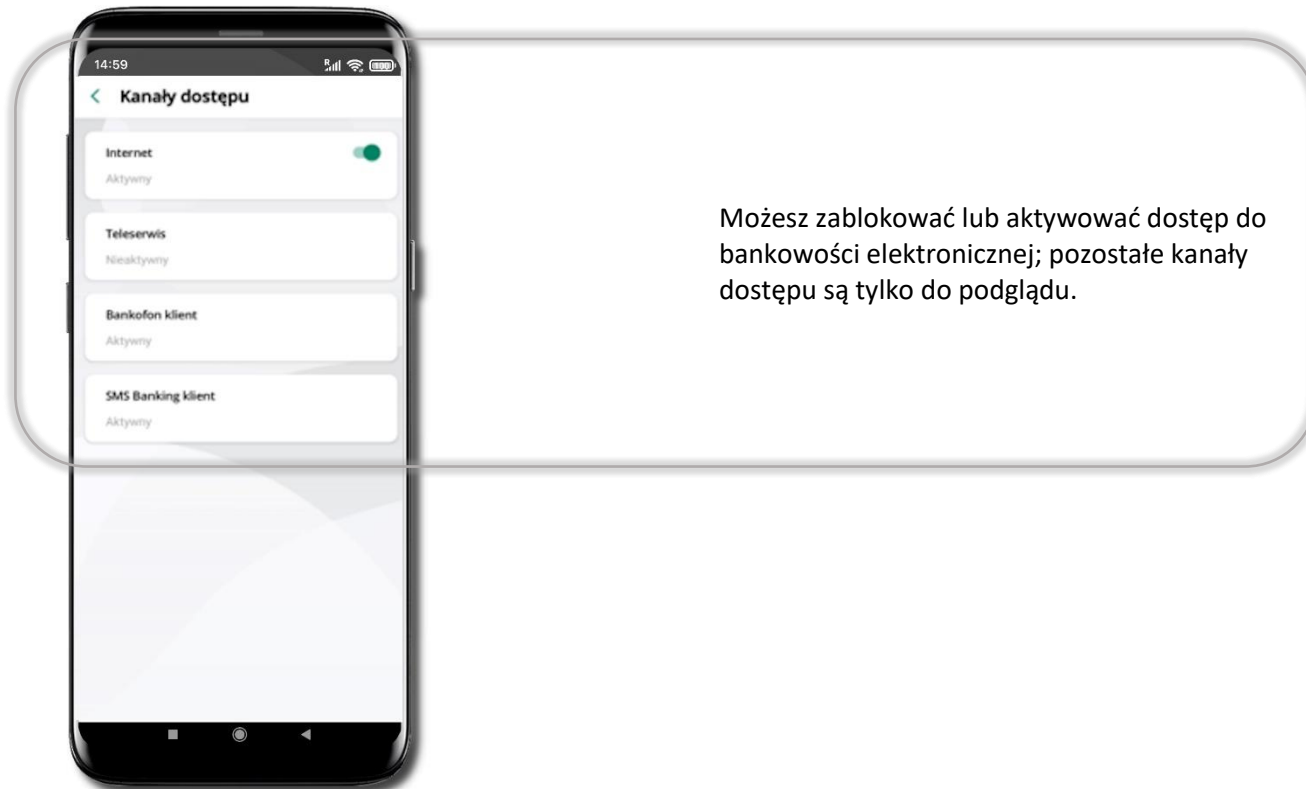 14:59
Kanały dostępu
Internet
Aktywny
Teleserwis
Nieaktywny
Bankofon klient
Aktywny
SMS Banking klient
Aktywny
Możesz zablokować lub aktywować dostęp do
bankowości elektronicznej; pozostałe kanały
dostępu są tylko do podglądu.